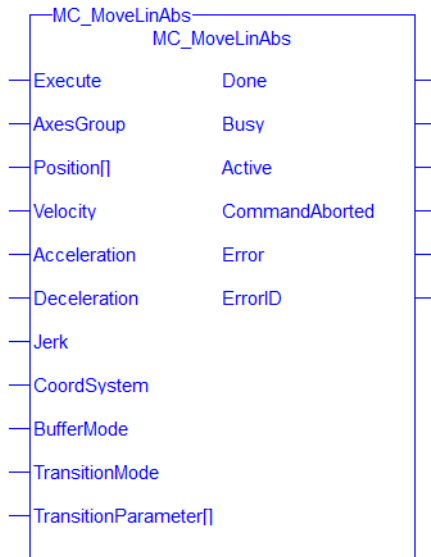 MC_MoveLinAbs
MC_MoveLinAbs
Execute Done
AxesGroup Busy
Position[] Active
Velocity CommandAborted
Acceleration Error
Deceleration ErrorID
Jerk
CoordSystem
BufferMode
TransitionMode
TransitionParameter[]